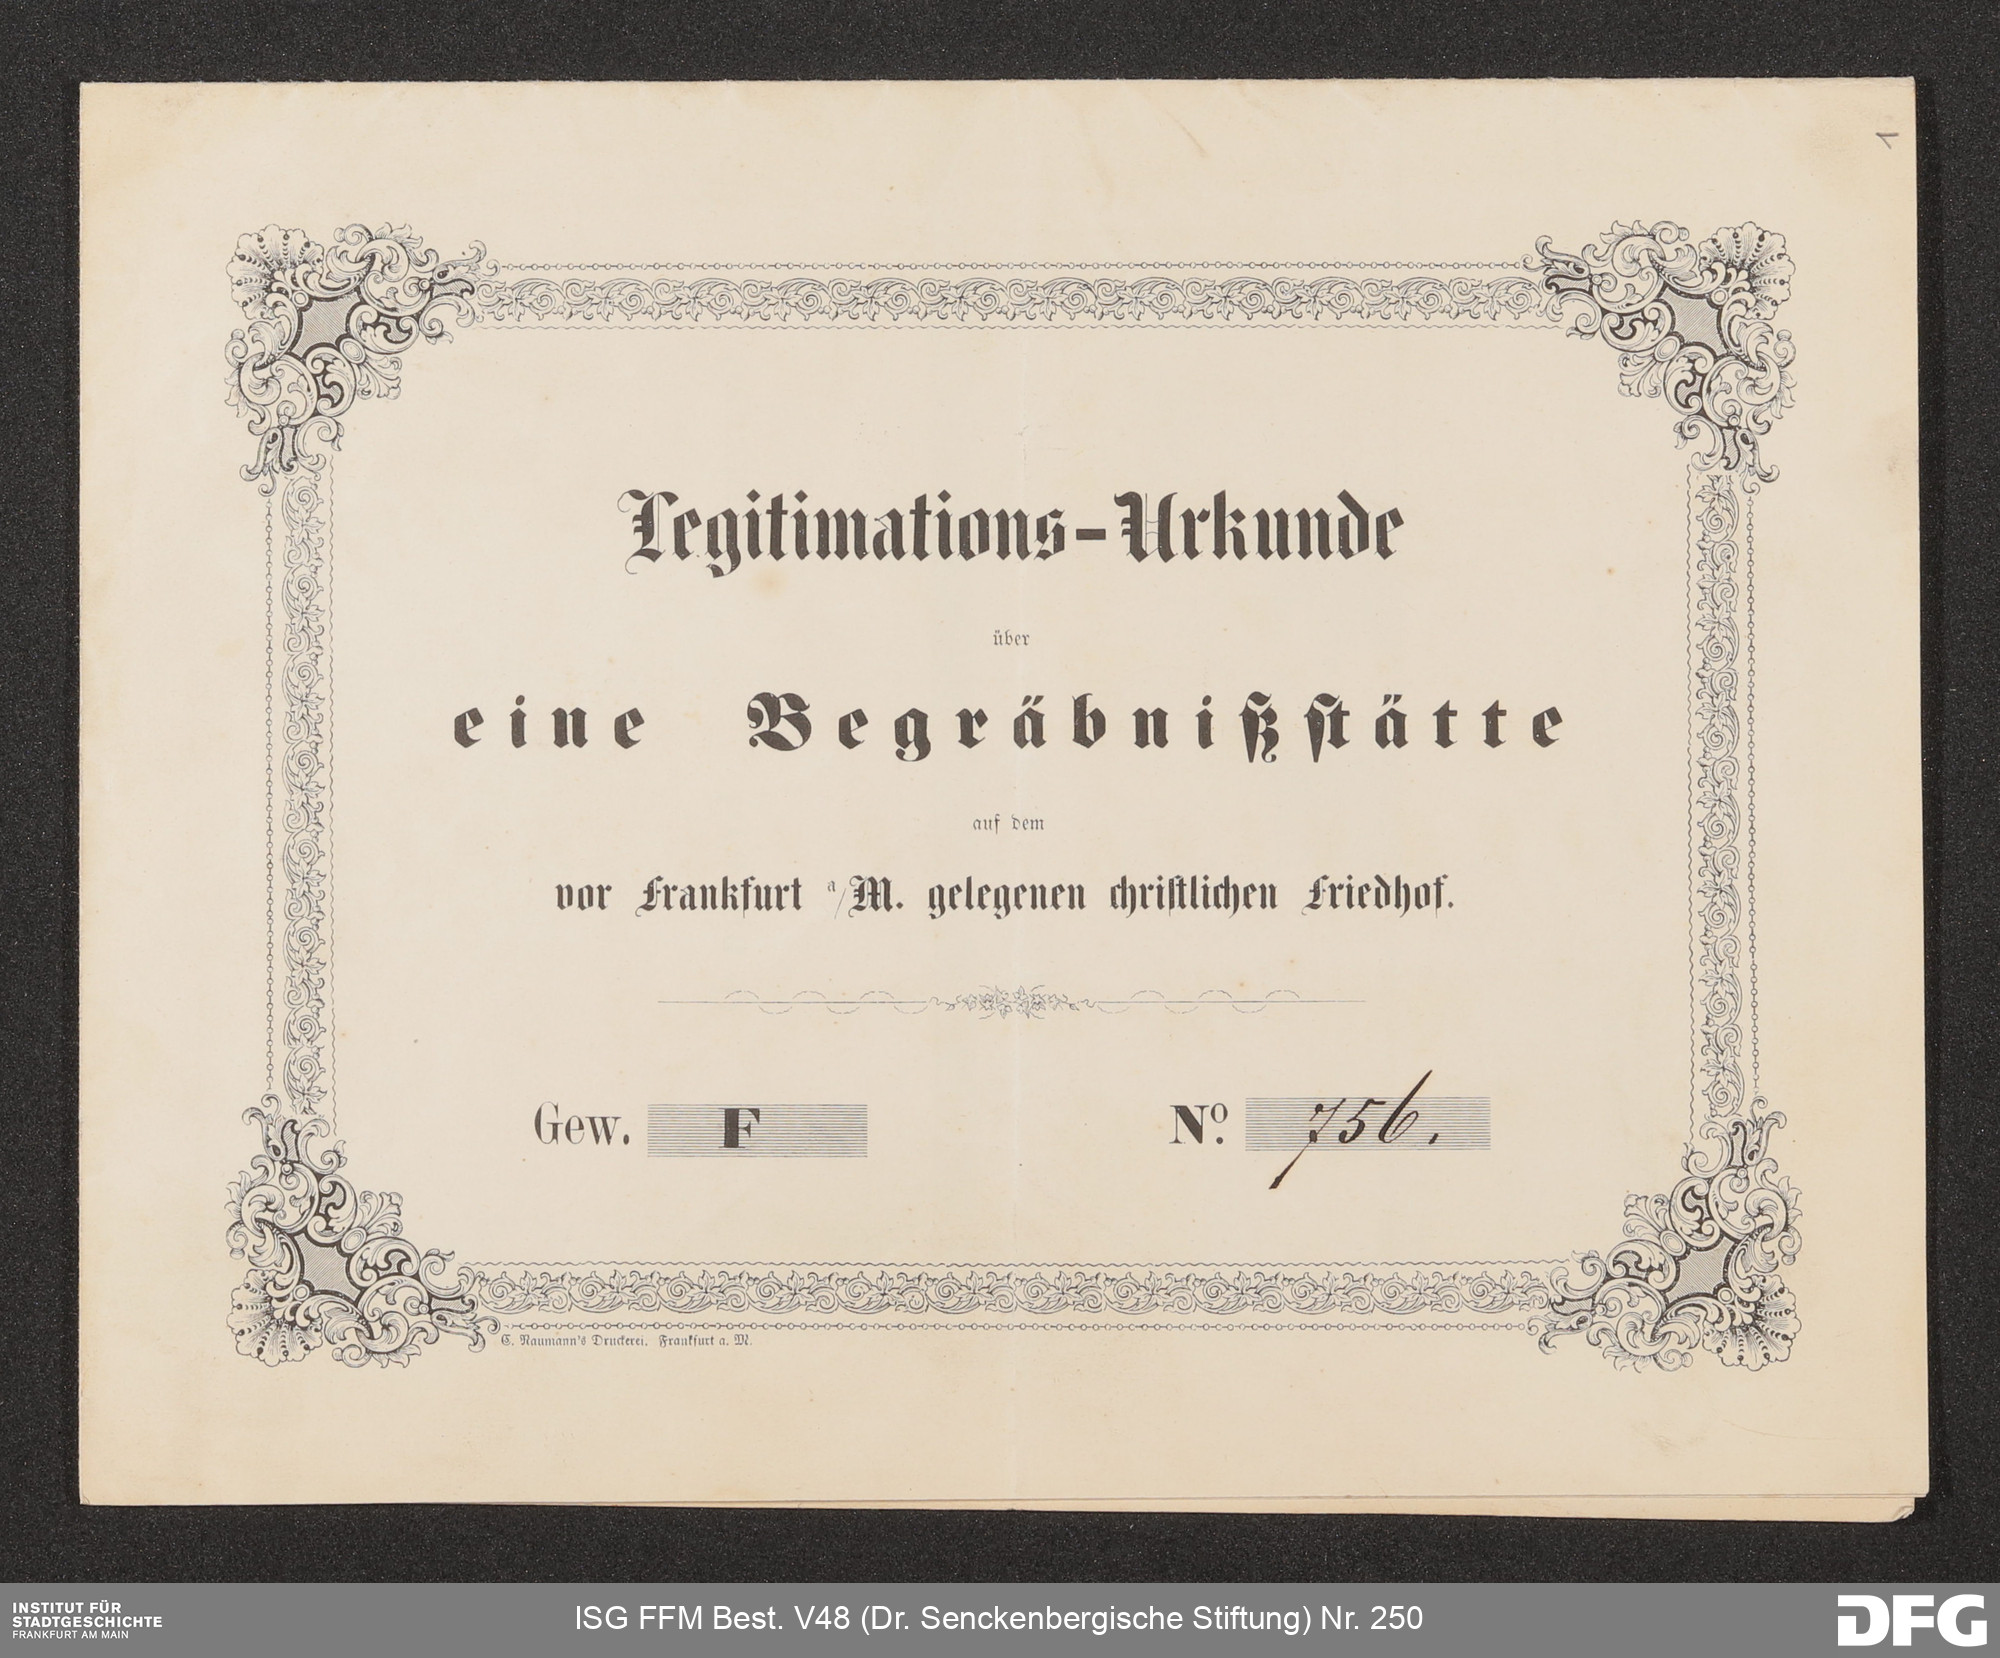 1
Legitimations-Urkunde
über
eine Begräbnißstätte
auf dem
vor Frankfurt a/M. gelegenen christlichen Friedhof.
Gew. F
No. 756.
C. Naumann's Druckerei, Frankfurt a. M.
INSTITUT FÜR
STADTGESCHICHTE
FRANKFURT AM MAIN
ISG FFM Best. V48 (Dr. Senckenbergische Stiftung) Nr. 250
DFG